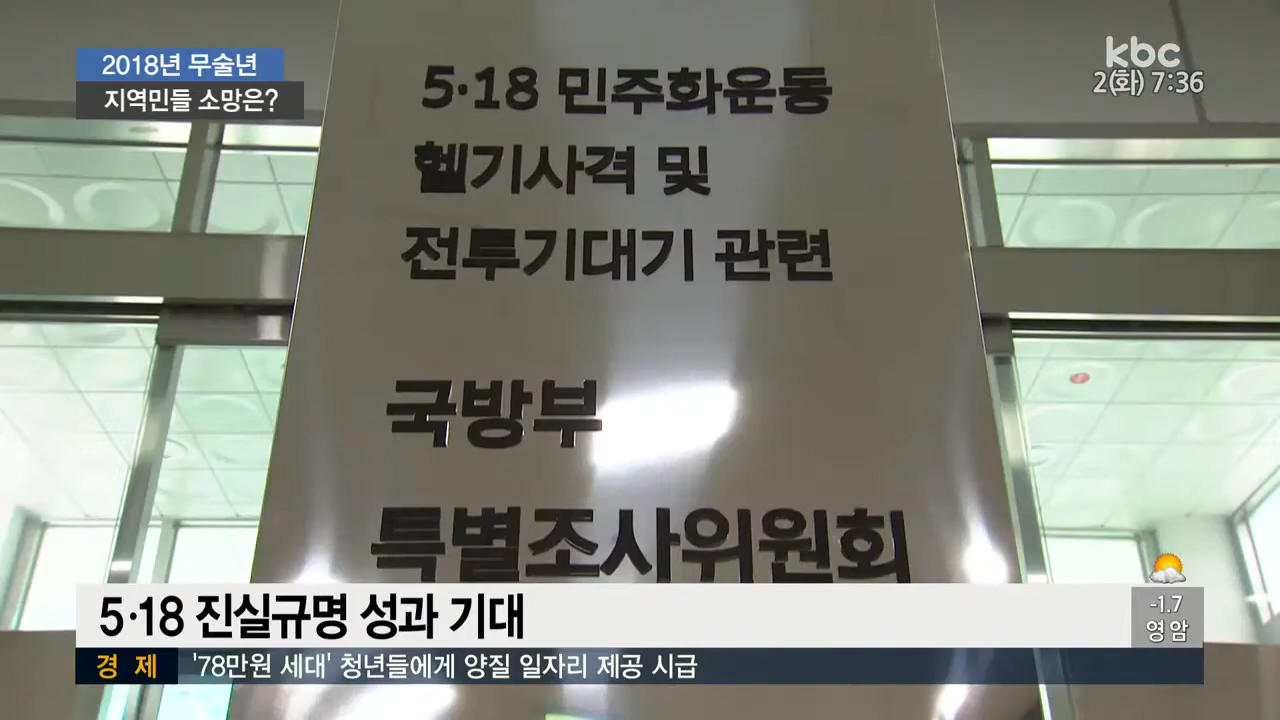 2018년 무술년
지역민들 소망은?
kbc
2(화) 7:36
5·18 민주화운동
헬기사격 및
전투기대기 관련
국방부
특별조사위원회
5·18 진실규명 성과 기대
-1.7
영암
경제 '78만원 세대' 청년들에게 양질 일자리 제공 시급